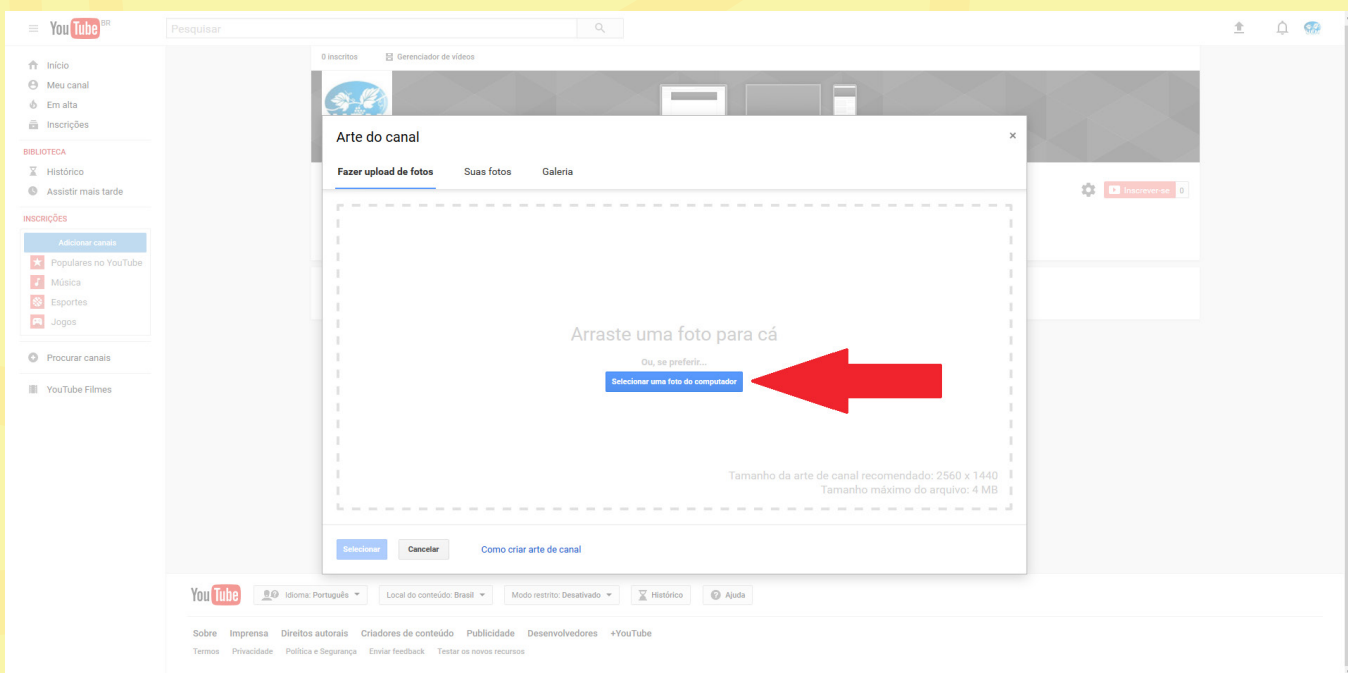 YouTube BR
Pesquisar
Início
Meu canal
Em alta
Inscrições
BIBLIOTECA
Histórico
Assistir mais tarde
INSCRIÇÕES
Adicionar canais
Populares no YouTube
Música
Esportes
Jogos
Procurar canais
YouTube Filmes
0 inscritos Gerenciador de vídeos
Inscrever-se 0
Arte do canal ×
Fazer upload de fotos Suas fotos Galeria
Arraste uma foto para cá
Ou, se preferir...
Selecionar uma foto do computador
Tamanho da arte de canal recomendado: 2560 x 1440
Tamanho máximo do arquivo: 4 MB
Selecionar Cancelar Como criar arte de canal
YouTube Idioma: Português Local do conteúdo: Brasil Modo restrito: Desativado Histórico Ajuda
Sobre Imprensa Direitos autorais Criadores de conteúdo Publicidade Desenvolvedores +YouTube
Termos Privacidade Política e Segurança Enviar feedback Testar os novos recursos